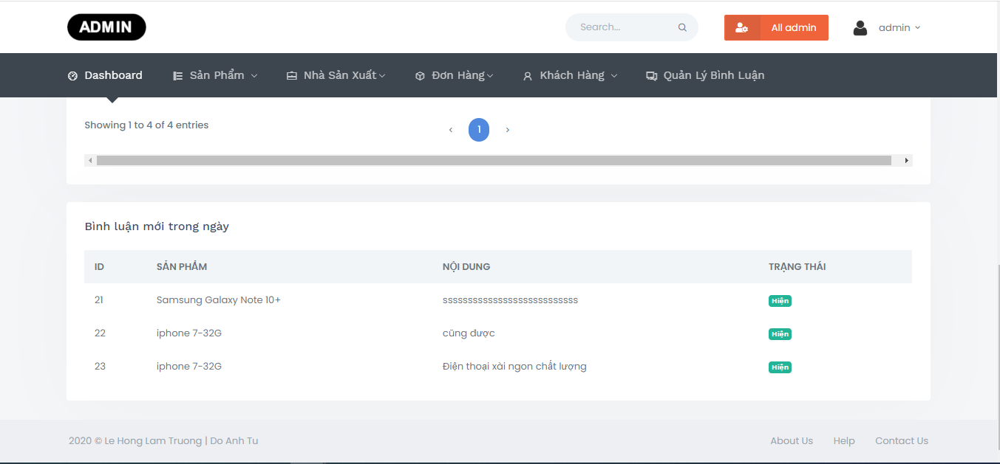 ADMIN
Search...
All admin
admin
Dashboard
Sản Phẩm
Nhà Sản Xuất
Đơn Hàng
Khách Hàng
Quản Lý Bình Luận
Showing 1 to 4 of 4 entries
1
Bình luận mới trong ngày
ID SẢN PHẨM NỘI DUNG TRẠNG THÁI
21 Samsung Galaxy Note 10+ sssssssssssssssssssssssssss Hiện
22 iphone 7-32G cũng được Hiện
23 iphone 7-32G Điện thoại xài ngon chất lượng Hiện
2020 © Le Hong Lam Truong | Do Anh Tu
About Us Help Contact Us